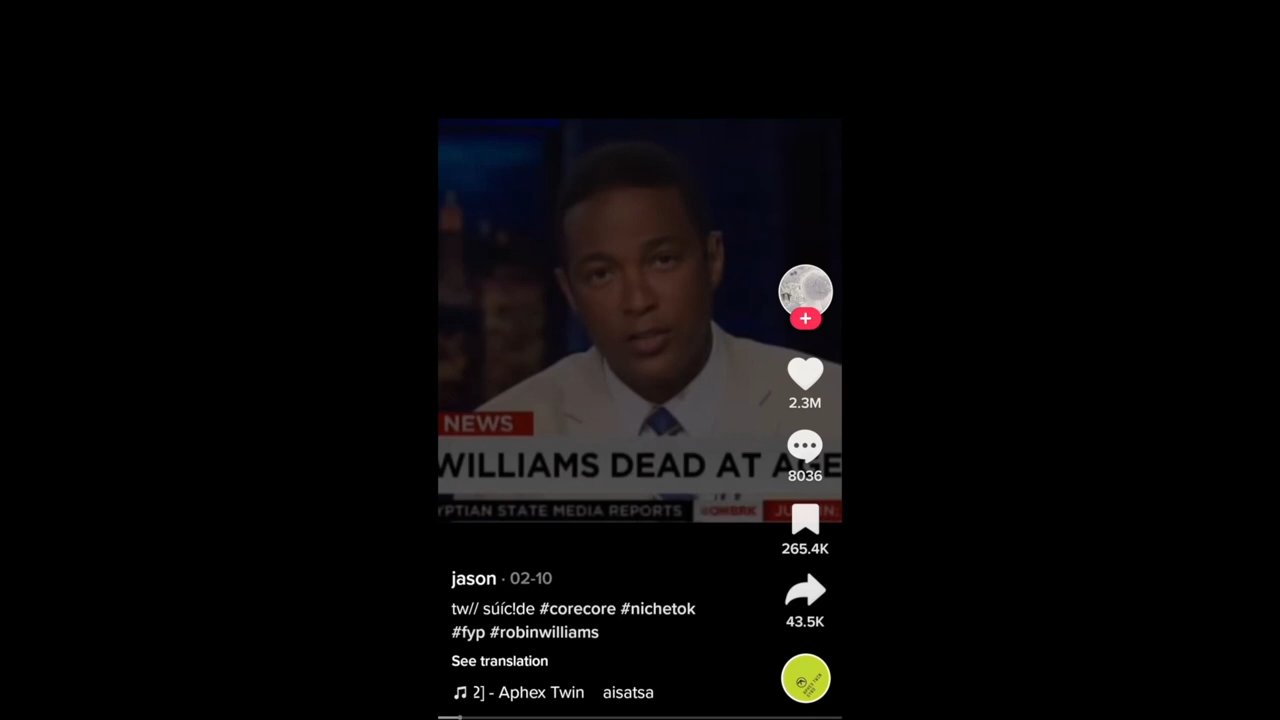 NEWS
WILLIAMS DEAD AT AGE
YPTIAN STATE MEDIA REPORTS
2.3M
8036
265.4K
43.5K
jason · 02-10
tw// súíc!de #corecore #nichetok
#fyp #robinwilliams
See translation
2] - Aphex Twin aisatsa